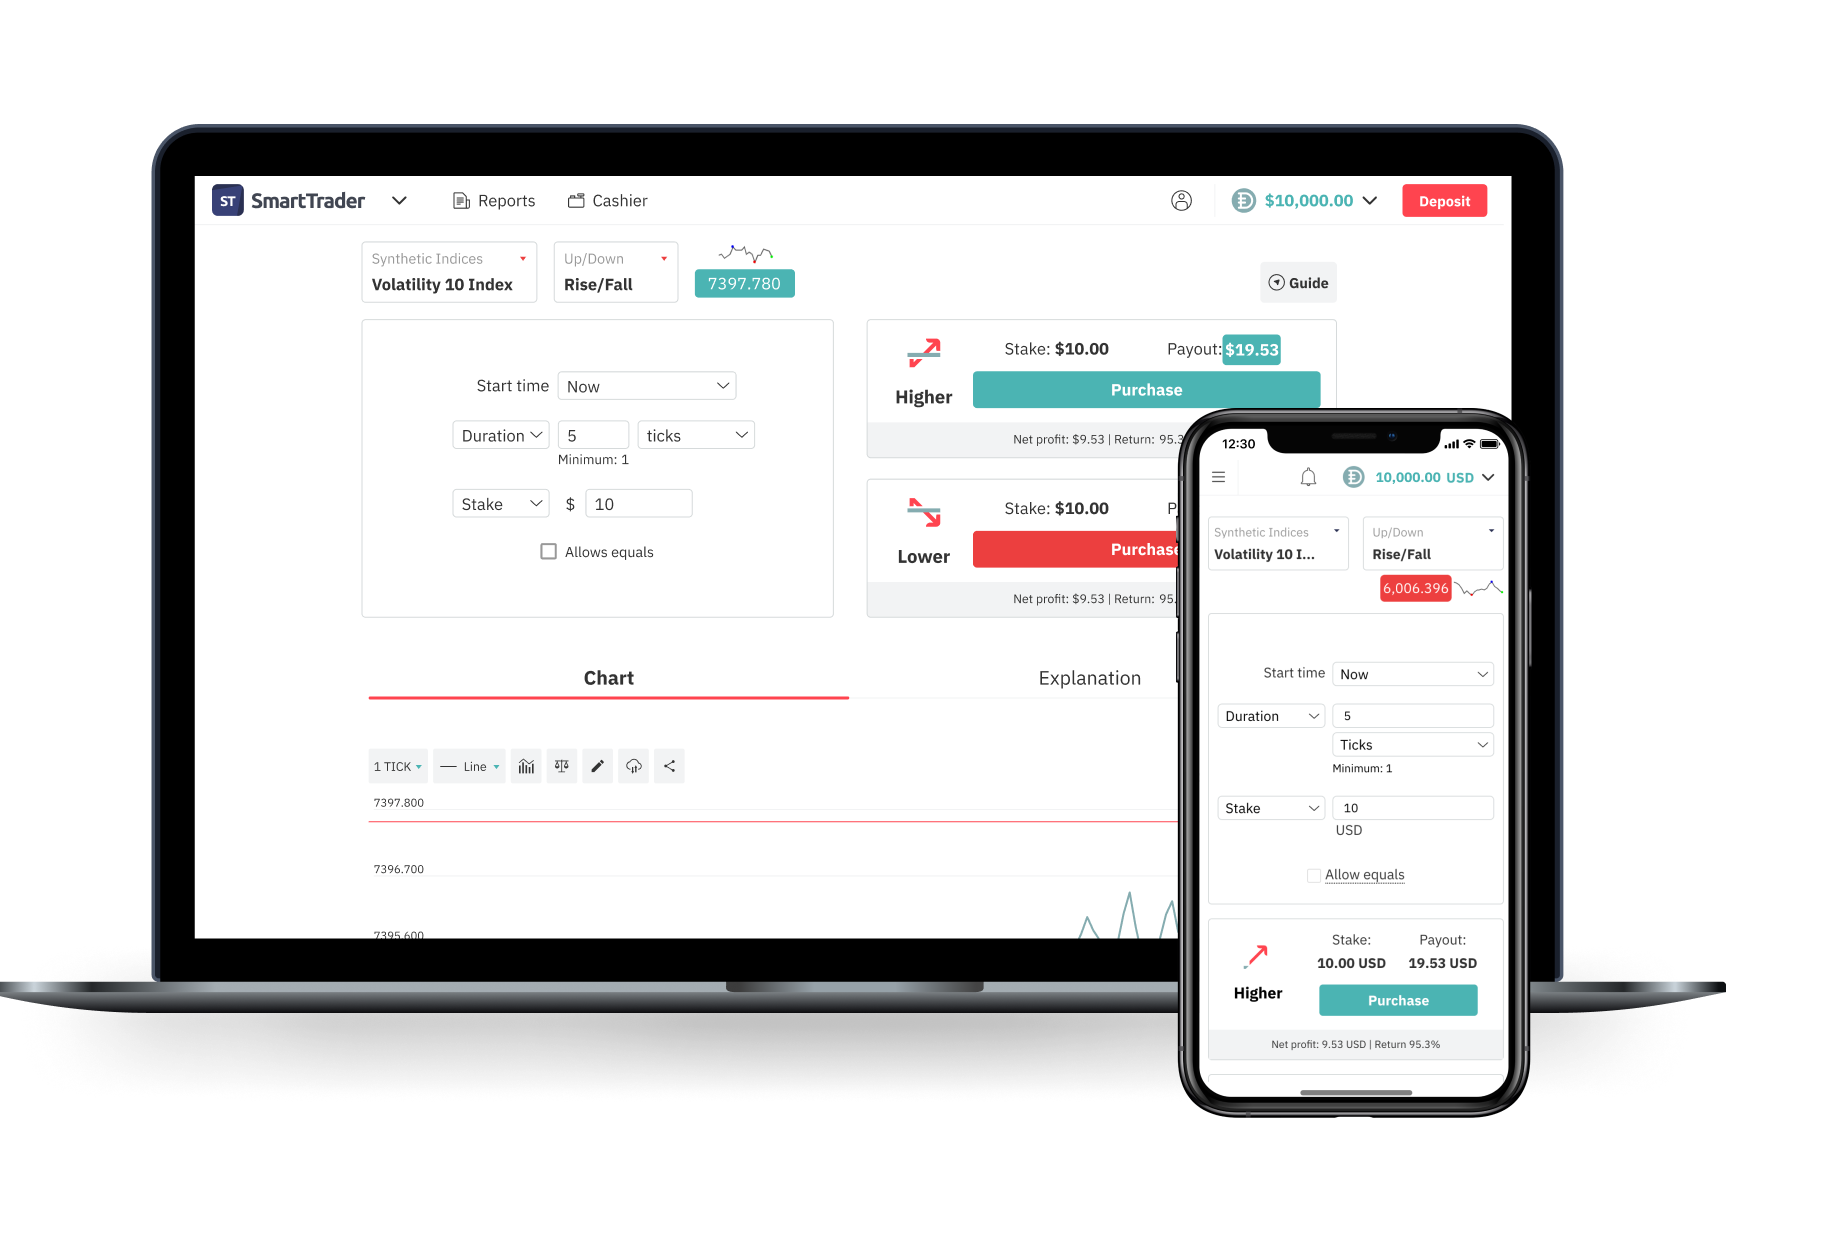 ST SmartTrader Reports Cashier $10,000.00 Deposit
Synthetic Indices
Volatility 10 Index
Up/Down
Rise/Fall
7397.780
Guide
Start time Now
Duration 5 ticks
Minimum: 1
Stake $ 10
Allows equals
Higher
Stake: $10.00 Payout: $19.53
Purchase
Net profit: $9.53 | Return: 95.3
Lower
Stake: $10.00 P
Purchase
Net profit: $9.53 | Return: 95.
Chart Explanation
1 TICK Line
7397.800
7396.700
7395.600
12:30
10,000.00 USD
Synthetic Indices
Volatility 10 I...
Up/Down
Rise/Fall
6,006.396
Start time Now
Duration 5
Ticks
Minimum: 1
Stake 10
USD
Allow equals
Higher
Stake: Payout:
10.00 USD 19.53 USD
Purchase
Net profit: 9.53 USD | Return 95.3%